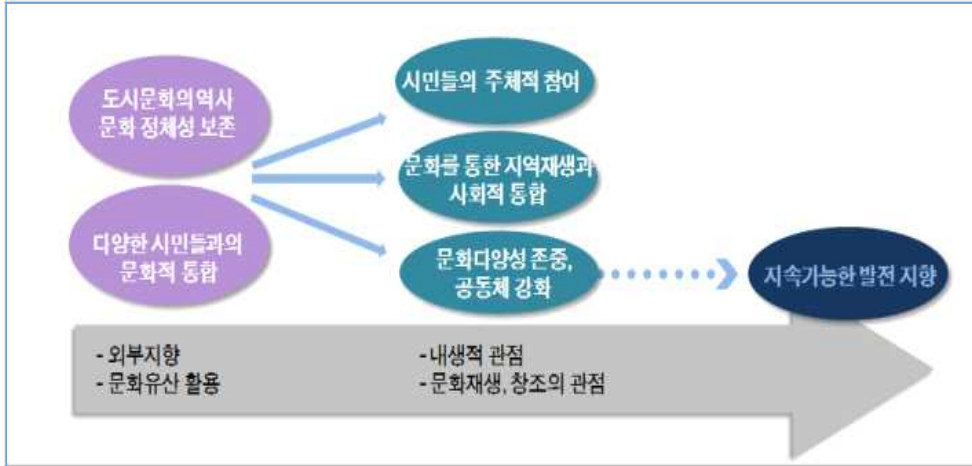 도시문화의 역사
문화 정체성 보존
다양한 시민들과의
문화적 통합
시민들의 주체적 참여
문화를 통한 지역재생과
사회적 통합
문화다양성 존중,
공동체 강화
지속가능한 발전 지향
- 외부지향
- 문화유산 활용
- 내생적 관점
- 문화재생, 창조의 관점